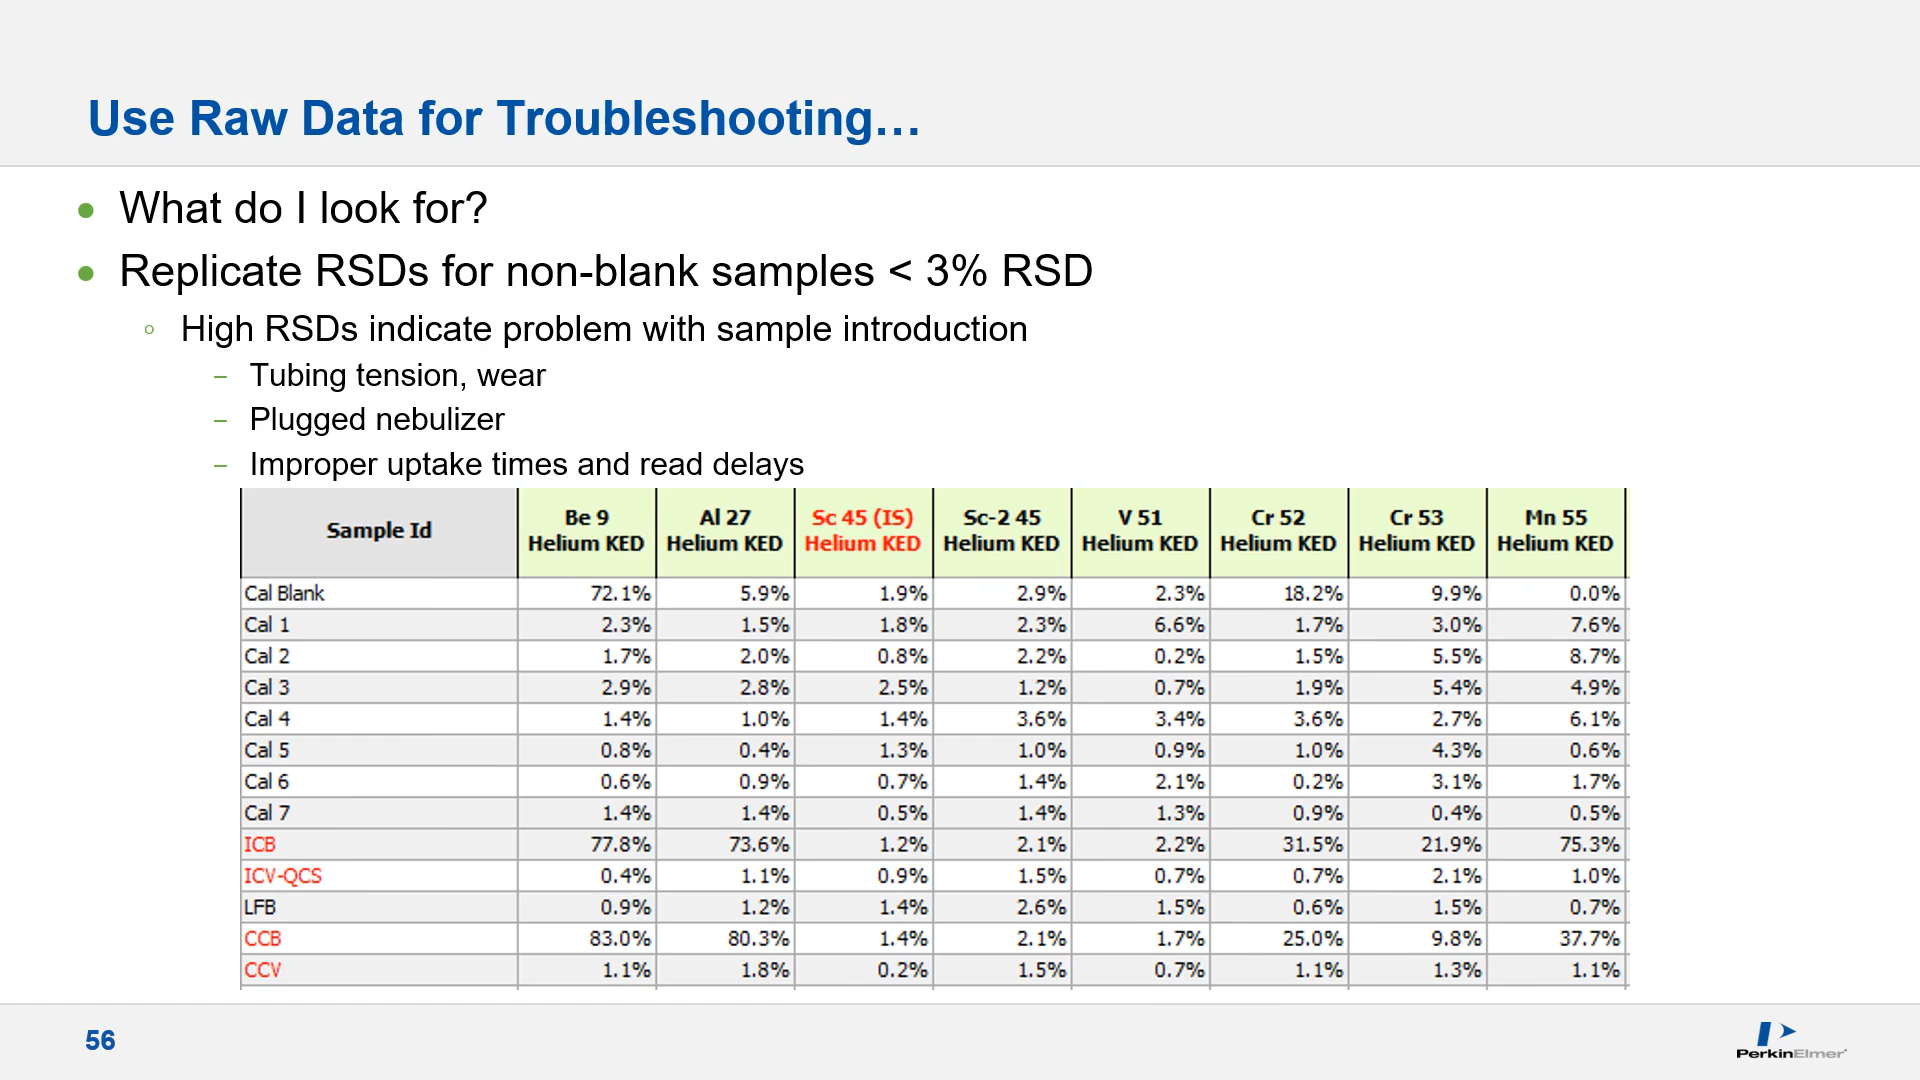 Use Raw Data for Troubleshooting…
• What do I look for?
• Replicate RSDs for non-blank samples < 3% RSD
◦ High RSDs indicate problem with sample introduction
– Tubing tension, wear
– Plugged nebulizer
– Improper uptake times and read delays
Sample Id | Be 9 Helium KED | Al 27 Helium KED | Sc 45 (IS) Helium KED | Sc-2 45 Helium KED | V 51 Helium KED | Cr 52 Helium KED | Cr 53 Helium KED | Mn 55 Helium KED
Cal Blank | 72.1% | 5.9% | 1.9% | 2.9% | 2.3% | 18.2% | 9.9% | 0.0%
Cal 1 | 2.3% | 1.5% | 1.8% | 2.3% | 6.6% | 1.7% | 3.0% | 7.6%
Cal 2 | 1.7% | 2.0% | 0.8% | 2.2% | 0.2% | 1.5% | 5.5% | 8.7%
Cal 3 | 2.9% | 2.8% | 2.5% | 1.2% | 0.7% | 1.9% | 5.4% | 4.9%
Cal 4 | 1.4% | 1.0% | 1.4% | 3.6% | 3.4% | 3.6% | 2.7% | 6.1%
Cal 5 | 0.8% | 0.4% | 1.3% | 1.0% | 0.9% | 1.0% | 4.3% | 0.6%
Cal 6 | 0.6% | 0.9% | 0.7% | 1.4% | 2.1% | 0.2% | 3.1% | 1.7%
Cal 7 | 1.4% | 1.4% | 0.5% | 1.4% | 1.3% | 0.9% | 0.4% | 0.5%
ICB | 77.8% | 73.6% | 1.2% | 2.1% | 2.2% | 31.5% | 21.9% | 75.3%
ICV-QCS | 0.4% | 1.1% | 0.9% | 1.5% | 0.7% | 0.7% | 2.1% | 1.0%
LFB | 0.9% | 1.2% | 1.4% | 2.6% | 1.5% | 0.6% | 1.5% | 0.7%
CCB | 83.0% | 80.3% | 1.4% | 2.1% | 1.7% | 25.0% | 9.8% | 37.7%
CCV | 1.1% | 1.8% | 0.2% | 1.5% | 0.7% | 1.1% | 1.3% | 1.1%
56
PerkinElmer